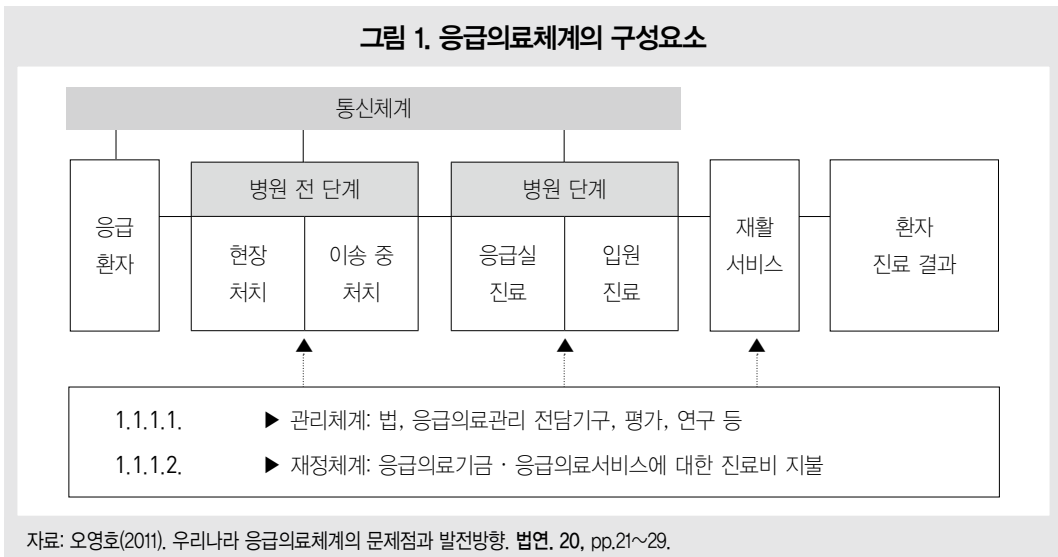 그림 1. 응급의료체계의 구성요소
통신체계
응급
환자
병원 전 단계
현장
처치
이송 중
처치
병원 단계
응급실
진료
입원
진료
재활
서비스
환자
진료 결과
1.1.1.1. ▶ 관리체계: 법, 응급의료관리 전담기구, 평가, 연구 등
1.1.1.2. ▶ 재정체계: 응급의료기금 · 응급의료서비스에 대한 진료비 지불
자료: 오영호(2011). 우리나라 응급의료체계의 문제점과 발전방향. 법연. 20, pp.21~29.